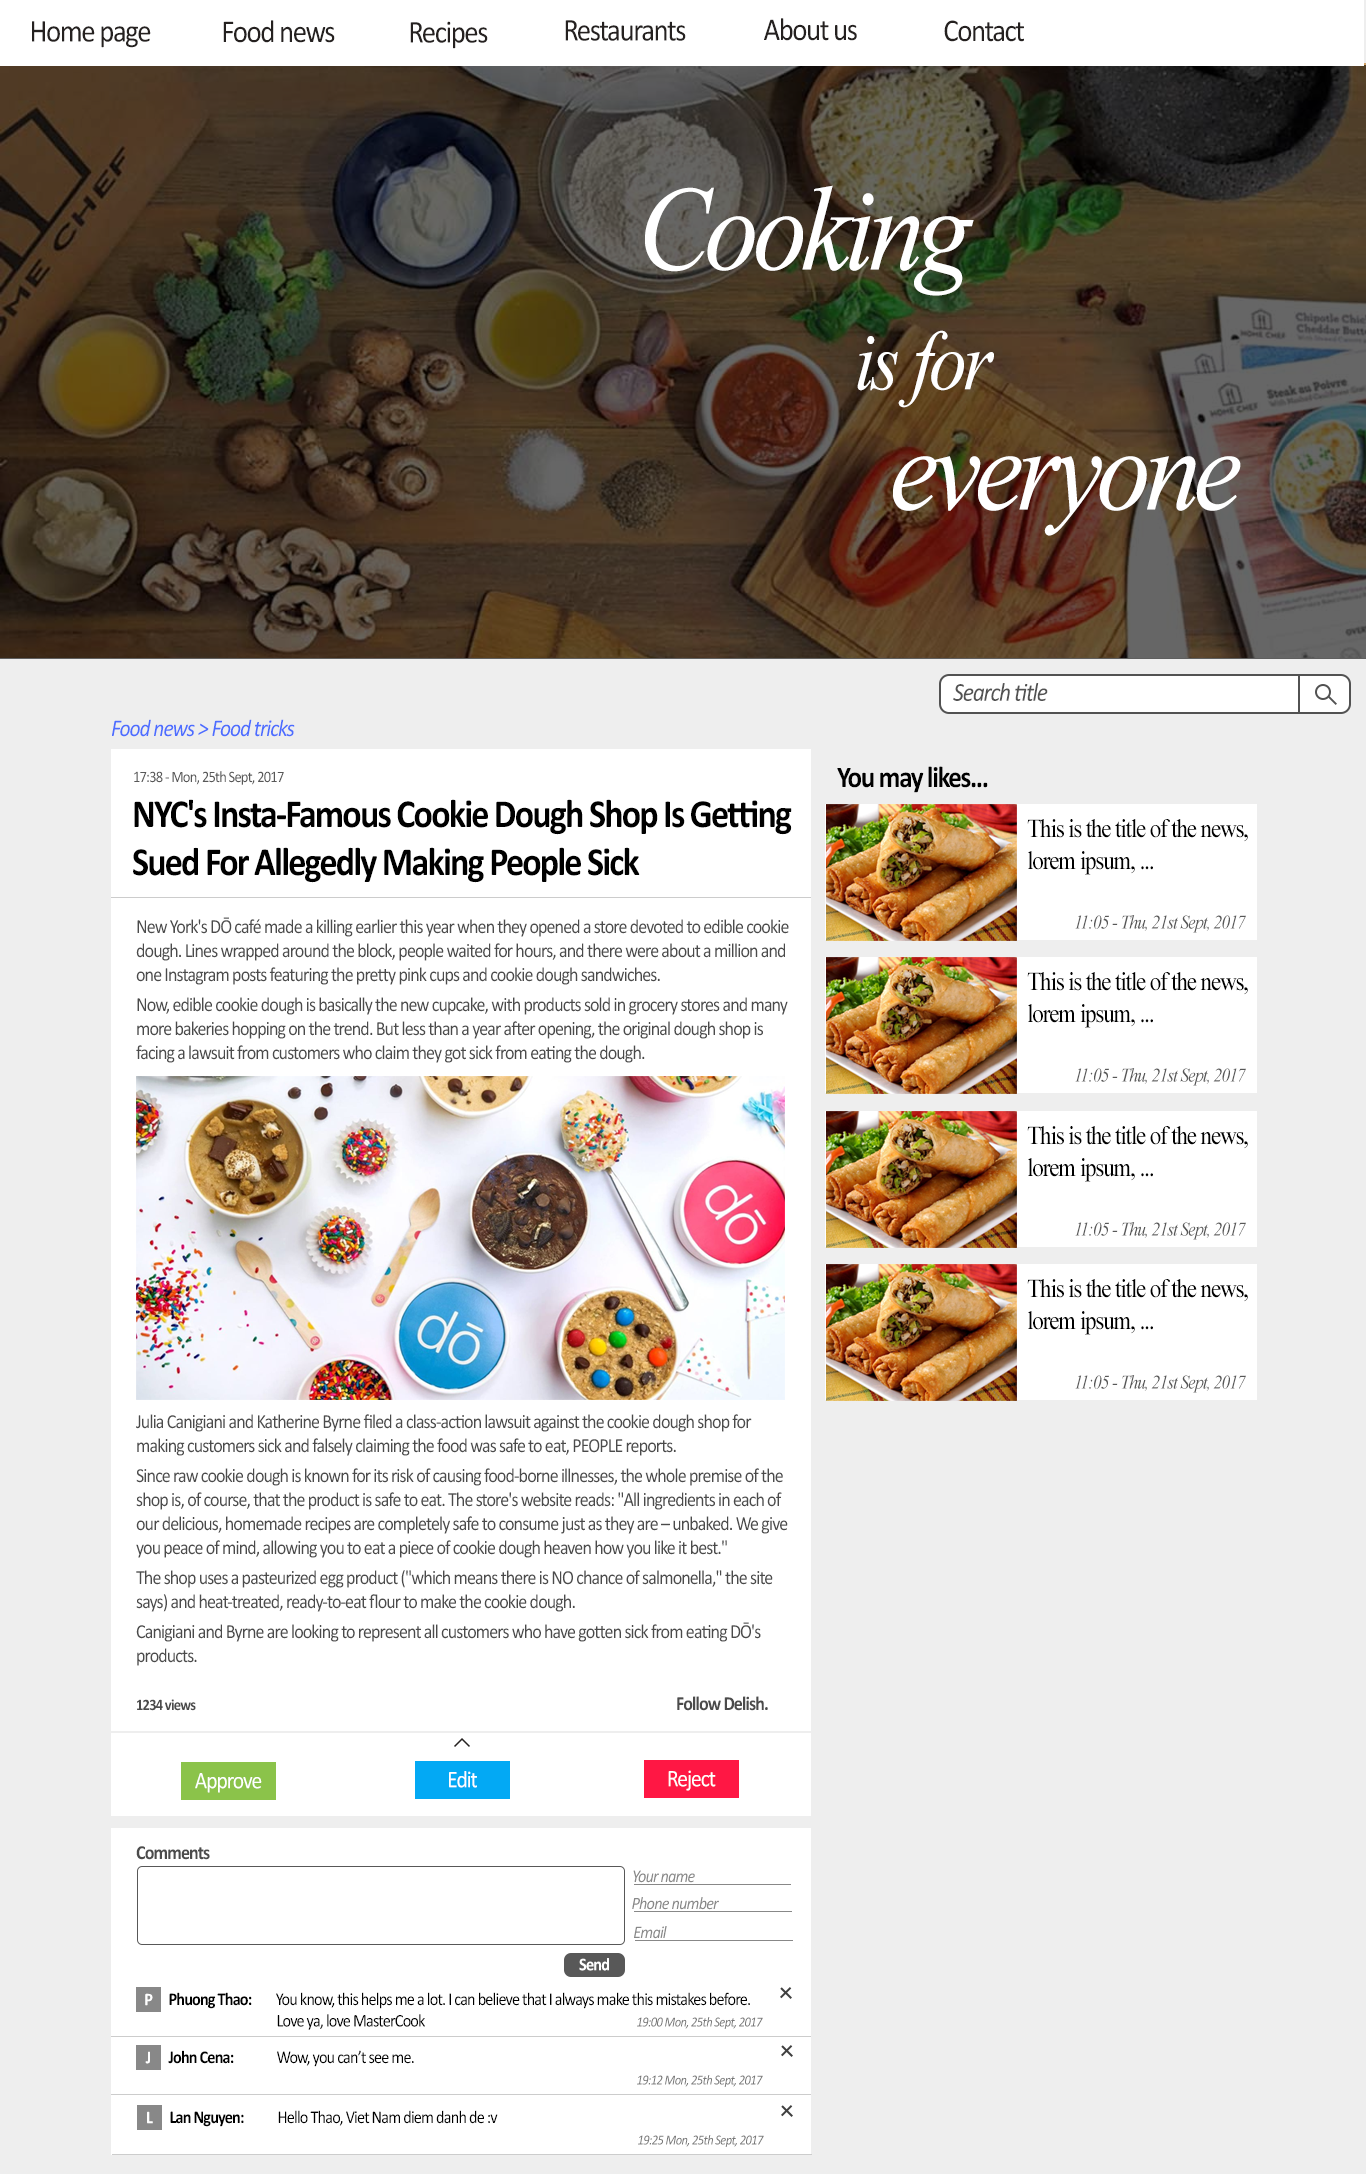 Home page Food news Recipes Restaurants About us Contact
OME CHEF
Cooking
is for
everyone
HOME CHEF
Chipotle Chic
Cheddar Butt
HOME CHEF
Steak au Poivre
OVER
Search title
Food news > Food tricks
17:38 - Mon, 25th Sept, 2017
NYC's Insta-Famous Cookie Dough Shop Is Getting
Sued For Allegedly Making People Sick
New York's DŌ café made a killing earlier this year when they opened a store devoted to edible cookie
dough. Lines wrapped around the block, people waited for hours, and there were about a million and
one Instagram posts featuring the pretty pink cups and cookie dough sandwiches.
Now, edible cookie dough is basically the new cupcake, with products sold in grocery stores and many
more bakeries hopping on the trend. But less than a year after opening, the original dough shop is
facing a lawsuit from customers who claim they got sick from eating the dough.
dō
dō
Julia Canigiani and Katherine Byrne filed a class-action lawsuit against the cookie dough shop for
making customers sick and falsely claiming the food was safe to eat, PEOPLE reports.
Since raw cookie dough is known for its risk of causing food-borne illnesses, the whole premise of the
shop is, of course, that the product is safe to eat. The store's website reads: "All ingredients in each of
our delicious, homemade recipes are completely safe to consume just as they are – unbaked. We give
you peace of mind, allowing you to eat a piece of cookie dough heaven how you like it best."
The shop uses a pasteurized egg product ("which means there is NO chance of salmonella," the site
says) and heat-treated, ready-to-eat flour to make the cookie dough.
Canigiani and Byrne are looking to represent all customers who have gotten sick from eating DŌ's
products.
1234 views Follow Delish.
Approve Edit Reject
You may likes...
This is the title of the news,
lorem ipsum, ...
11:05 - Thu, 21st Sept, 2017
This is the title of the news,
lorem ipsum, ...
11:05 - Thu, 21st Sept, 2017
This is the title of the news,
lorem ipsum, ...
11:05 - Thu, 21st Sept, 2017
This is the title of the news,
lorem ipsum, ...
11:05 - Thu, 21st Sept, 2017
Comments
Your name
Phone number
Email
Send
P Phuong Thao: You know, this helps me a lot. I can believe that I always make this mistakes before.
Love ya, love MasterCook
19:00 Mon, 25th Sept, 2017
J John Cena: Wow, you can't see me.
19:12 Mon, 25th Sept, 2017
L Lan Nguyen: Hello Thao, Viet Nam diem danh de :v
19:25 Mon, 25th Sept, 2017